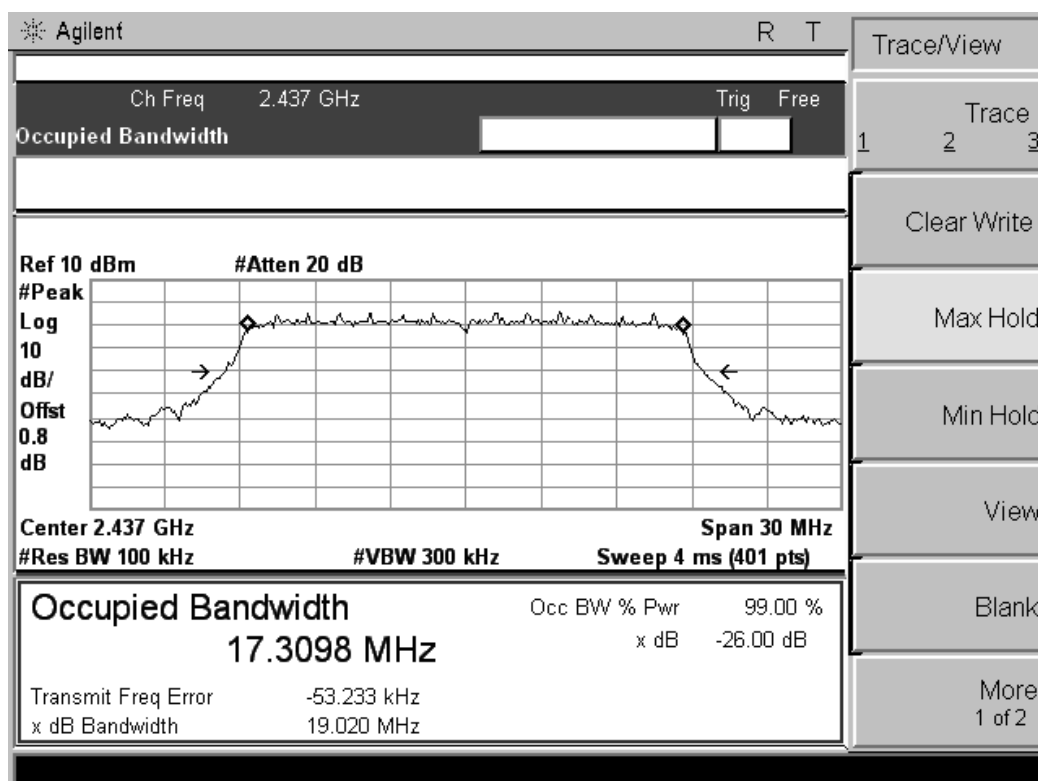 Agilent R T
Trace/View
Ch Freq 2.437 GHz Trig Free
Occupied Bandwidth
Trace
1 2 3
Clear Write
Max Hold
Min Hold
View
Blank
More
1 of 2
Ref 10 dBm #Atten 20 dB
#Peak
Log
10
dB/
Offst
0.8
dB
Center 2.437 GHz Span 30 MHz
#Res BW 100 kHz #VBW 300 kHz Sweep 4 ms (401 pts)
Occupied Bandwidth Occ BW % Pwr 99.00 %
17.3098 MHz x dB -26.00 dB
Transmit Freq Error -53.233 kHz
x dB Bandwidth 19.020 MHz